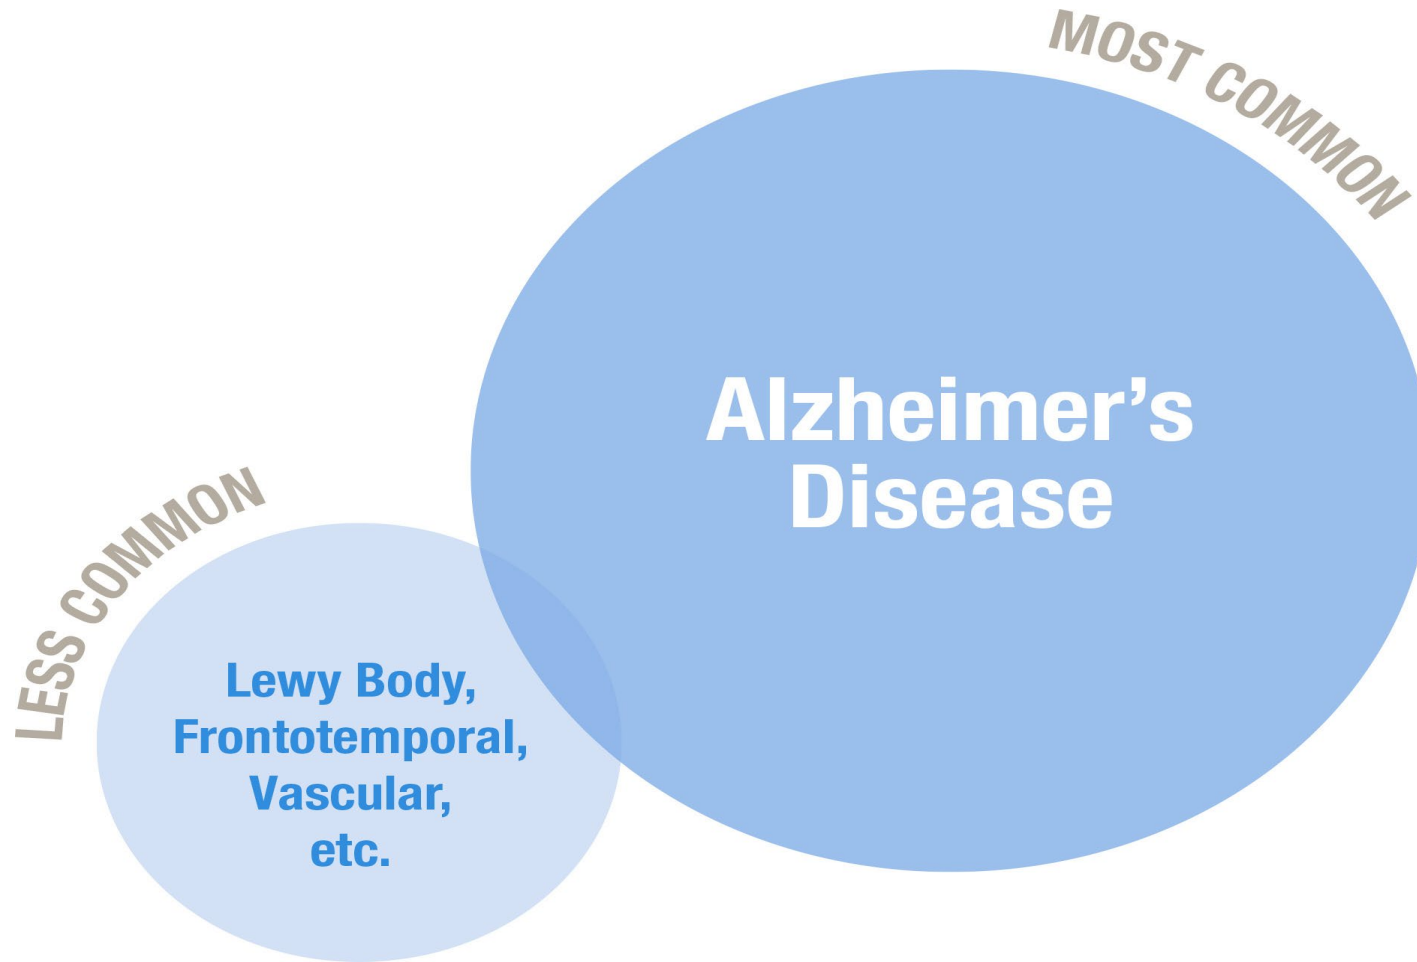 MOST COMMON
Alzheimer’s
Disease
LESS COMMON
Lewy Body,
Frontotemporal,
Vascular,
etc.